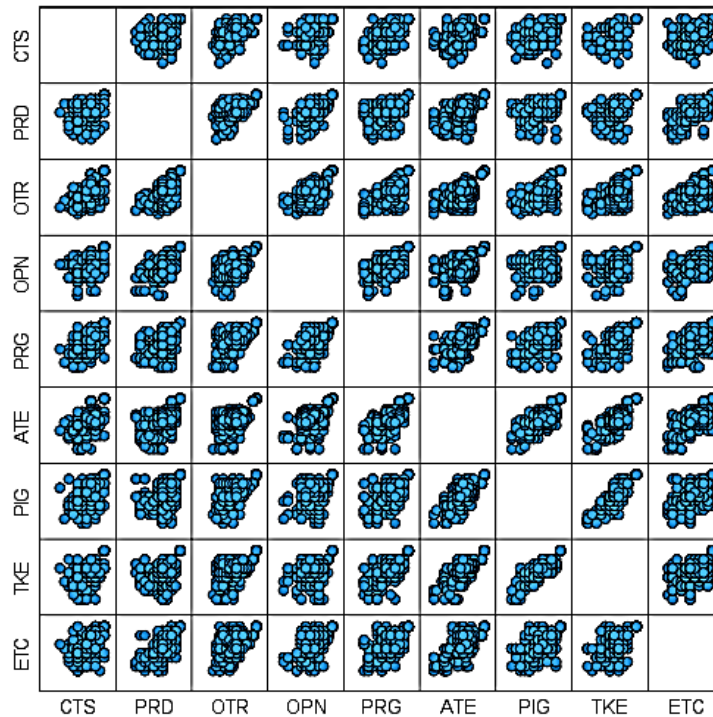 CTS
PRD
OTR
OPN
PRG
ATE
PIG
TKE
ETC
CTS PRD OTR OPN PRG ATE PIG TKE ETC